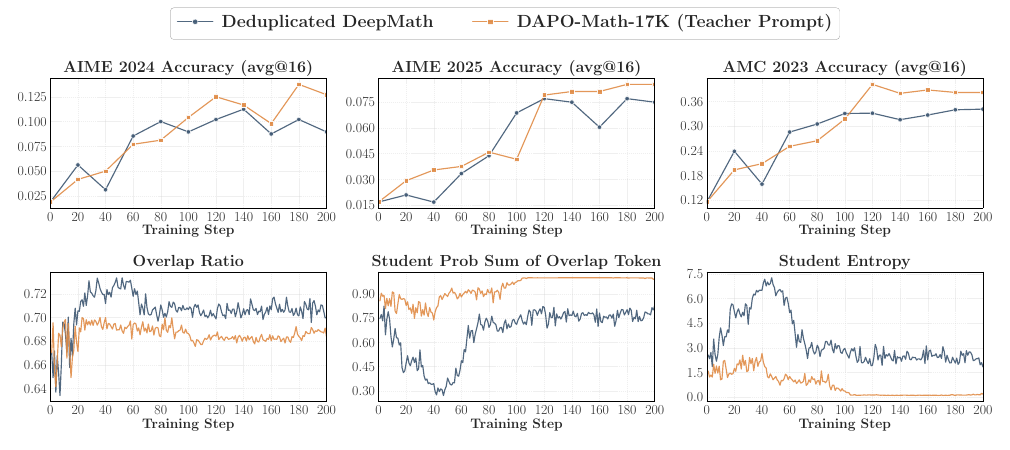 Deduplicated DeepMath DAPO-Math-17K (Teacher Prompt)
AIME 2024 Accuracy (avg@16) AIME 2025 Accuracy (avg@16) AMC 2023 Accuracy (avg@16)
0.125
0.100
0.075
0.050
0.025
0 20 40 60 80 100 120 140 160 180 200
Training Step
0.075
0.060
0.045
0.030
0.015
0 20 40 60 80 100 120 140 160 180 200
Training Step
0.36
0.30
0.24
0.18
0.12
0 20 40 60 80 100 120 140 160 180 200
Training Step
Overlap Ratio Student Prob Sum of Overlap Token Student Entropy
0.72
0.70
0.68
0.66
0.64
0 20 40 60 80 100 120 140 160 180 200
Training Step
0.90
0.75
0.60
0.45
0.30
0 20 40 60 80 100 120 140 160 180 200
Training Step
7.5
6.0
4.5
3.0
1.5
0.0
0 20 40 60 80 100 120 140 160 180 200
Training Step